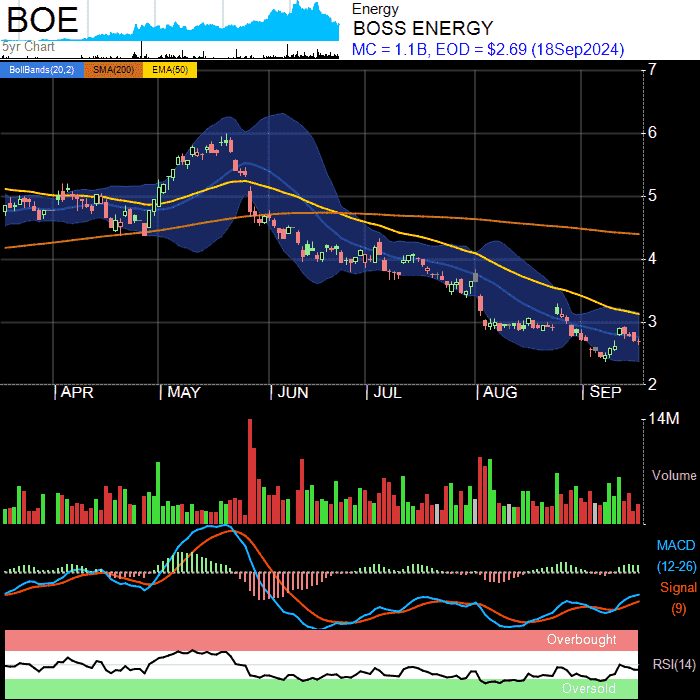 BOE
5yr Chart
Energy
BOSS ENERGY
MC = 1.1B, EOD = $2.69 (18Sep2024)
BollBands(20,2) SMA(200) EMA(50)
7
6
5
4
3
2
APR MAY JUN JUL AUG SEP
14M
Volume
MACD
(12-26)
Signal
(9)
Overbought
RSI(14)
Oversold